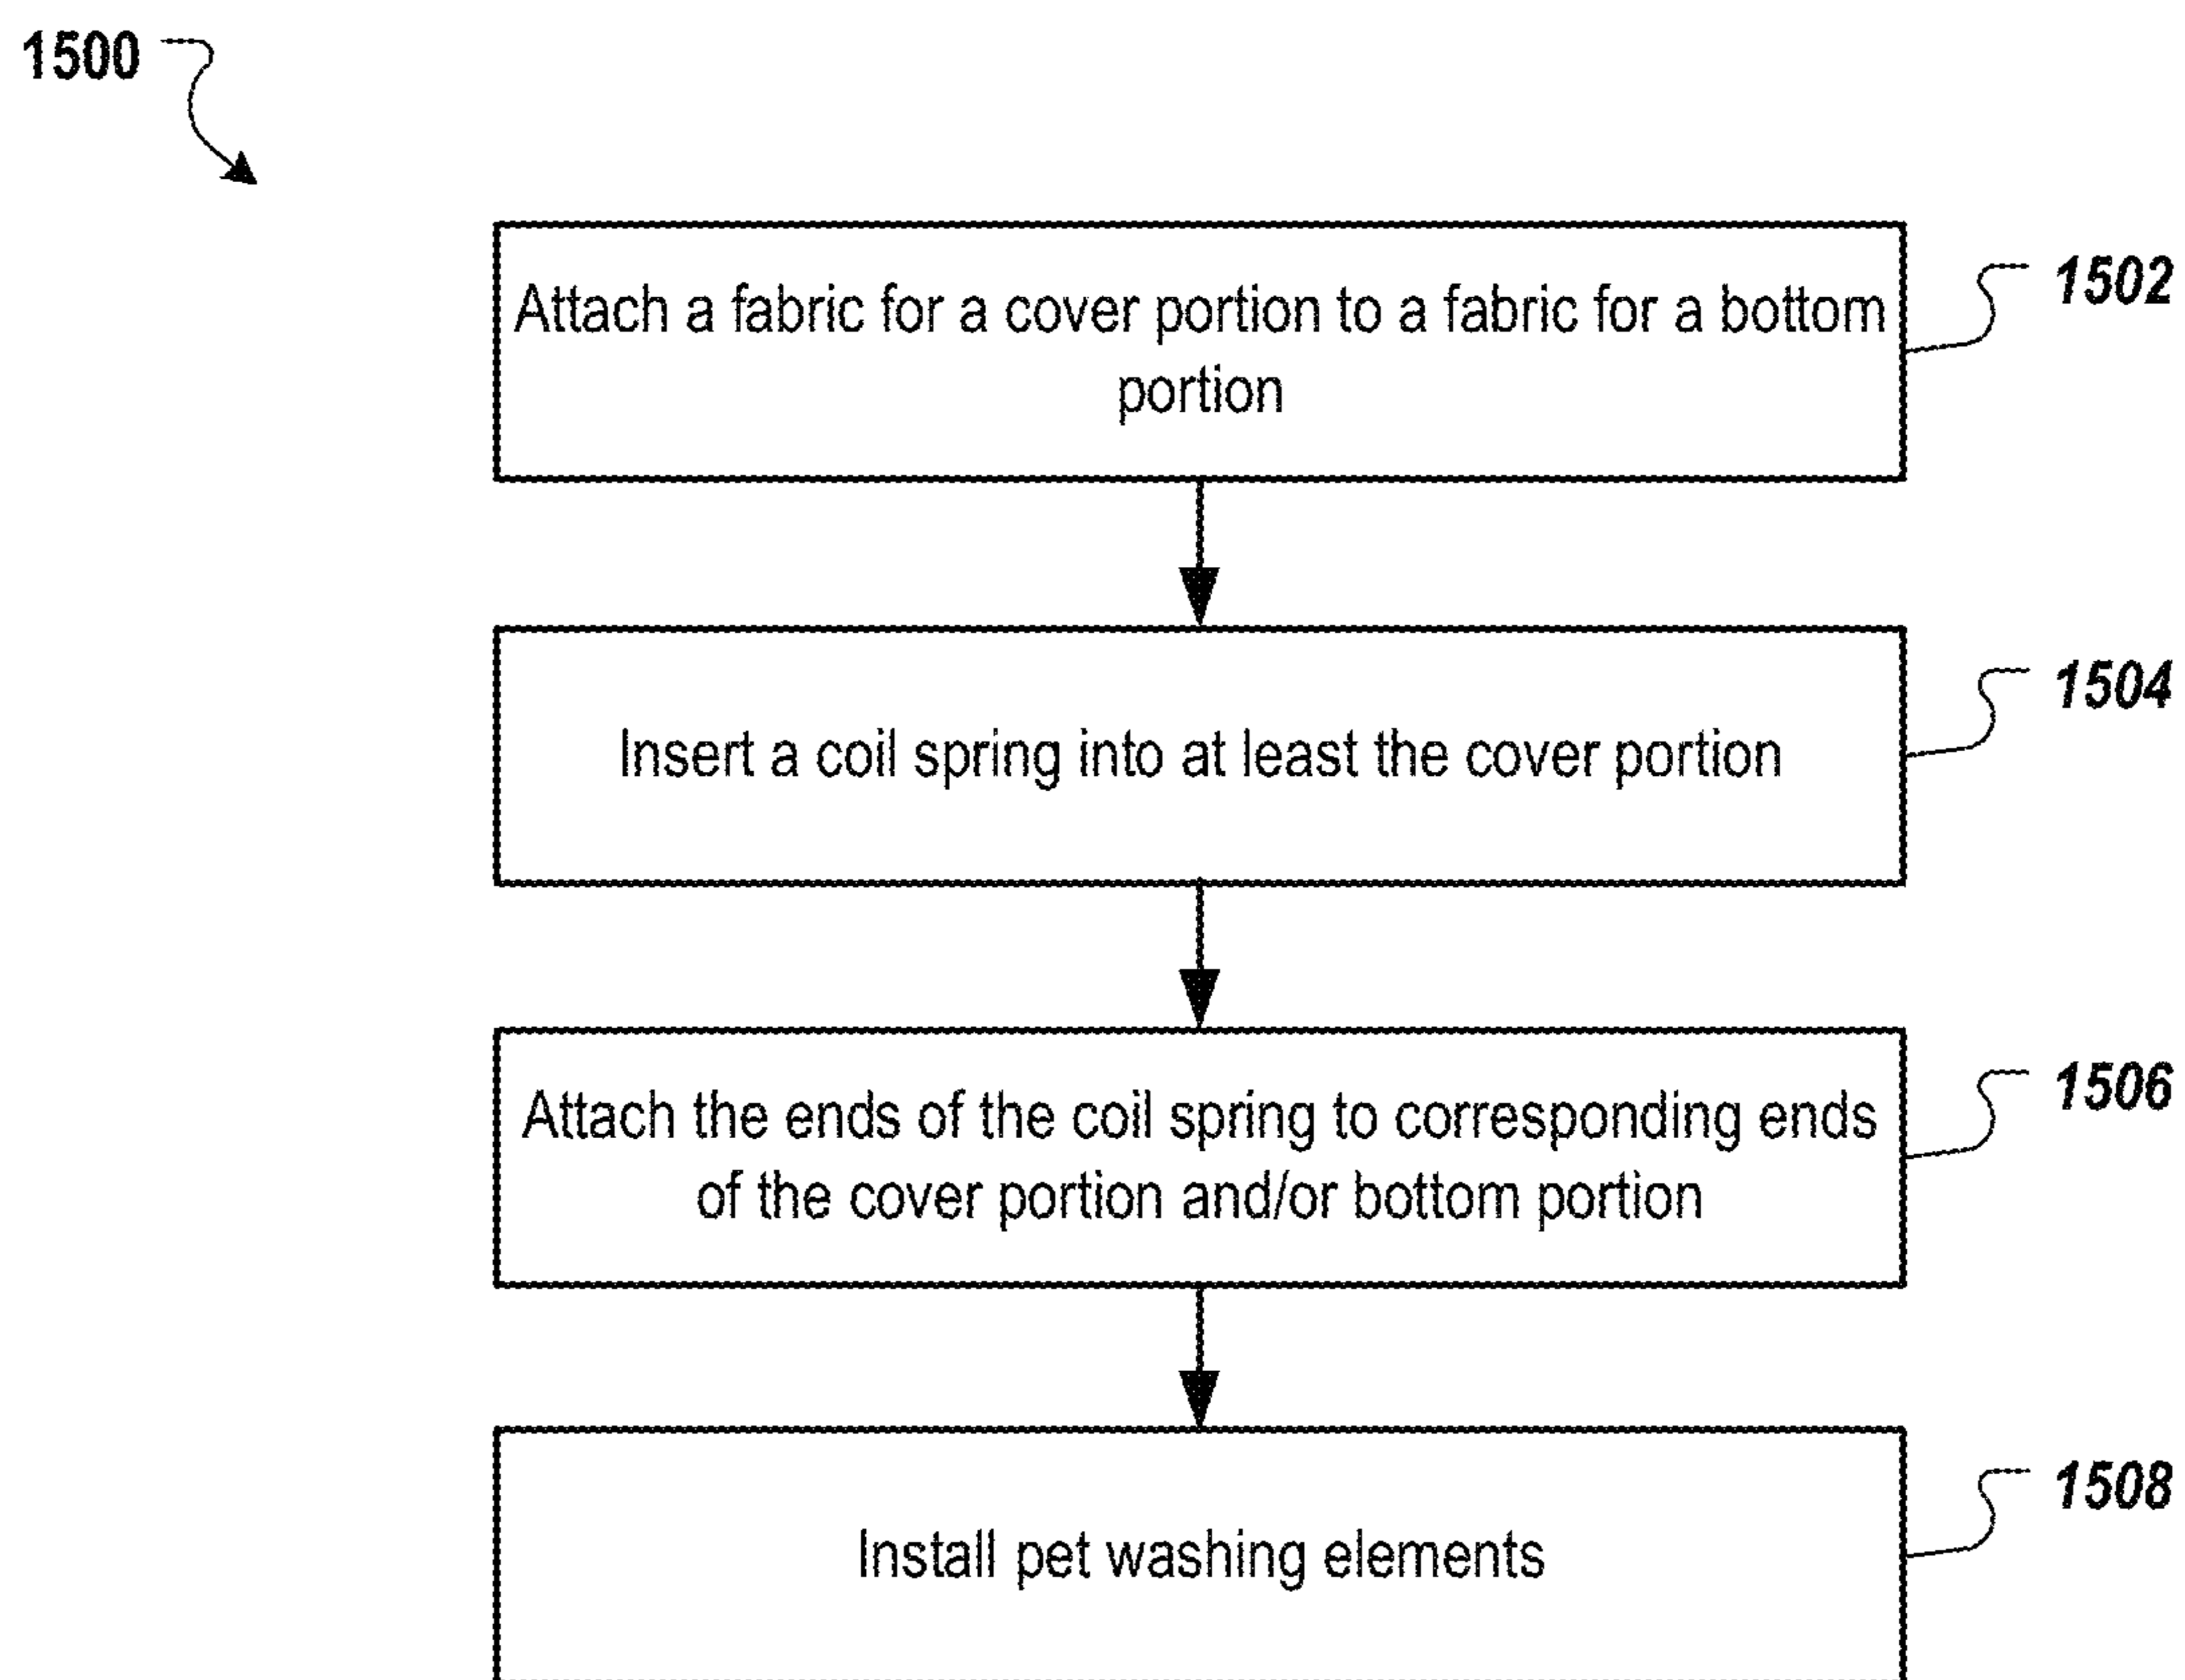 1500
Attach a fabric for a cover portion to a fabric for a bottom
portion
1502
Insert a coil spring into at least the cover portion
1504
Attach the ends of the coil spring to corresponding ends
of the cover portion and/or bottom portion
1506
Install pet washing elements
1508